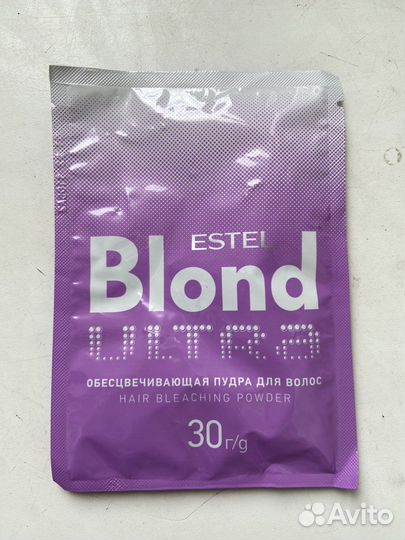 ESTEL
Blond
ULTRA
ОБЕСЦВЕЧИВАЮЩАЯ ПУДРА ДЛЯ ВОЛОС
HAIR BLEACHING POWDER
30 г/g
Avito